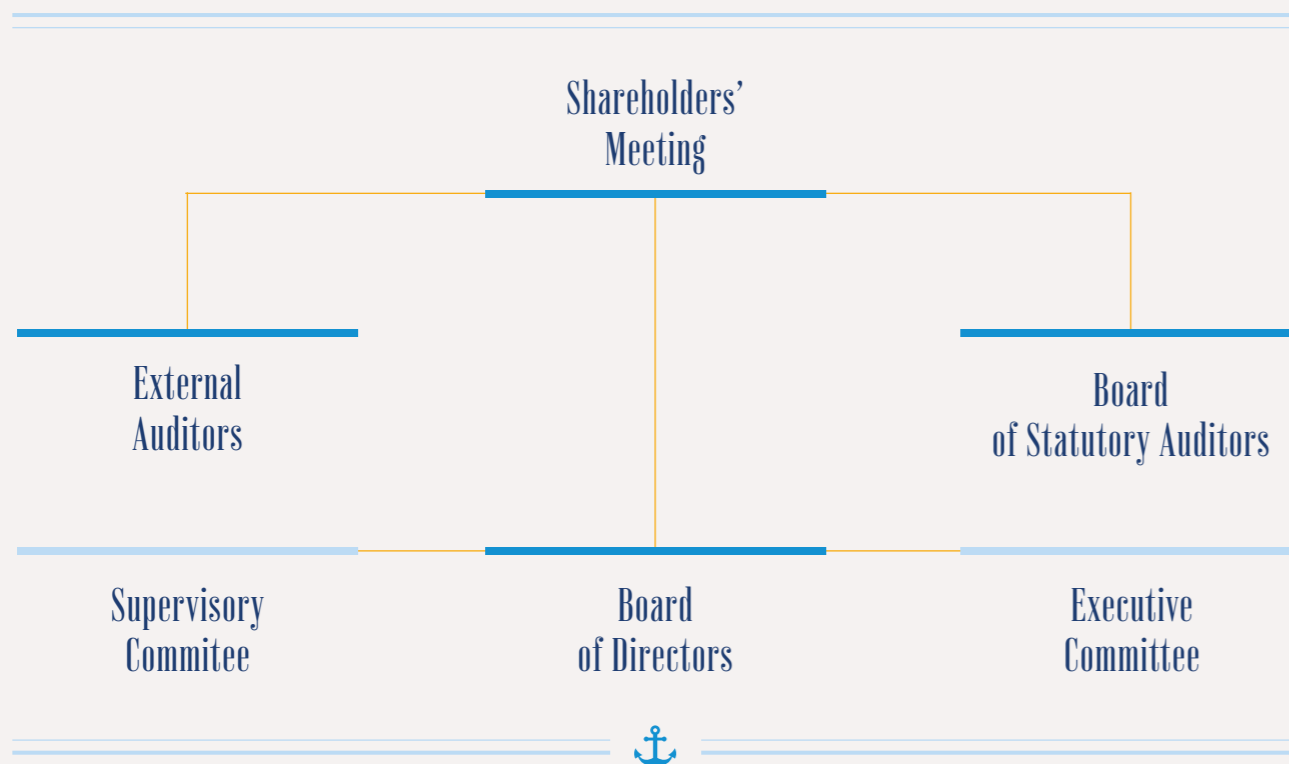 Shareholders’
Meeting
External
Auditors
Board
of Statutory Auditors
Supervisory
Commitee
Board
of Directors
Executive
Committee